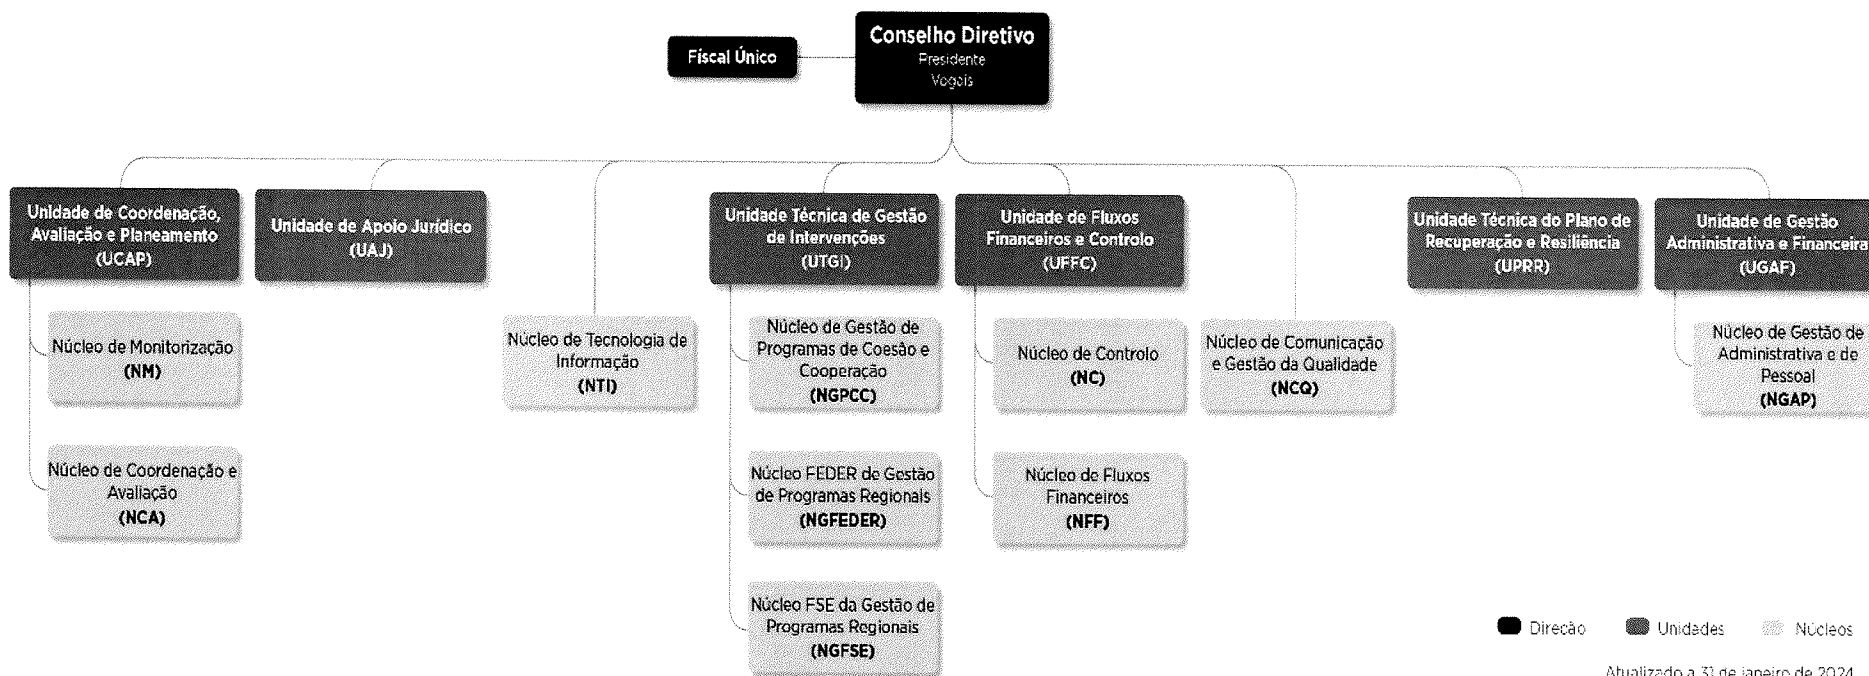 Fiscal Único
Conselho Diretivo
Presidente
Vogais
Unidade de Coordenação,
Avaliação e Planeamento
(UCAP)
Unidade de Apoio Jurídico
(UAJ)
Unidade Técnica de Gestão
de Intervenções
(UTGI)
Unidade de Fluxos
Financeiros e Controlo
(UFFC)
Unidade Técnica do Plano de
Recuperação e Resiliência
(UPRR)
Unidade de Gestão
Administrativa e Financeira
(UGAF)
Núcleo de Monitorização
(NM)
Núcleo de Coordenação e
Avaliação
(NCA)
Núcleo de Tecnologia de
Informação
(NTI)
Núcleo de Gestão de
Programas de Coesão e
Cooperação
(NGPCC)
Núcleo FEDER de Gestão
de Programas Regionais
(NGFEDER)
Núcleo FSE da Gestão de
Programas Regionais
(NGFSE)
Núcleo de Controlo
(NC)
Núcleo de Fluxos
Financeiros
(NFF)
Núcleo de Comunicação
e Gestão da Qualidade
(NCQ)
Núcleo de Gestão de
Administrativa e de
Pessoal
(NGAP)
Direcão
Unidades
Núcleos
Atualizado a 31 de janeiro de 2024